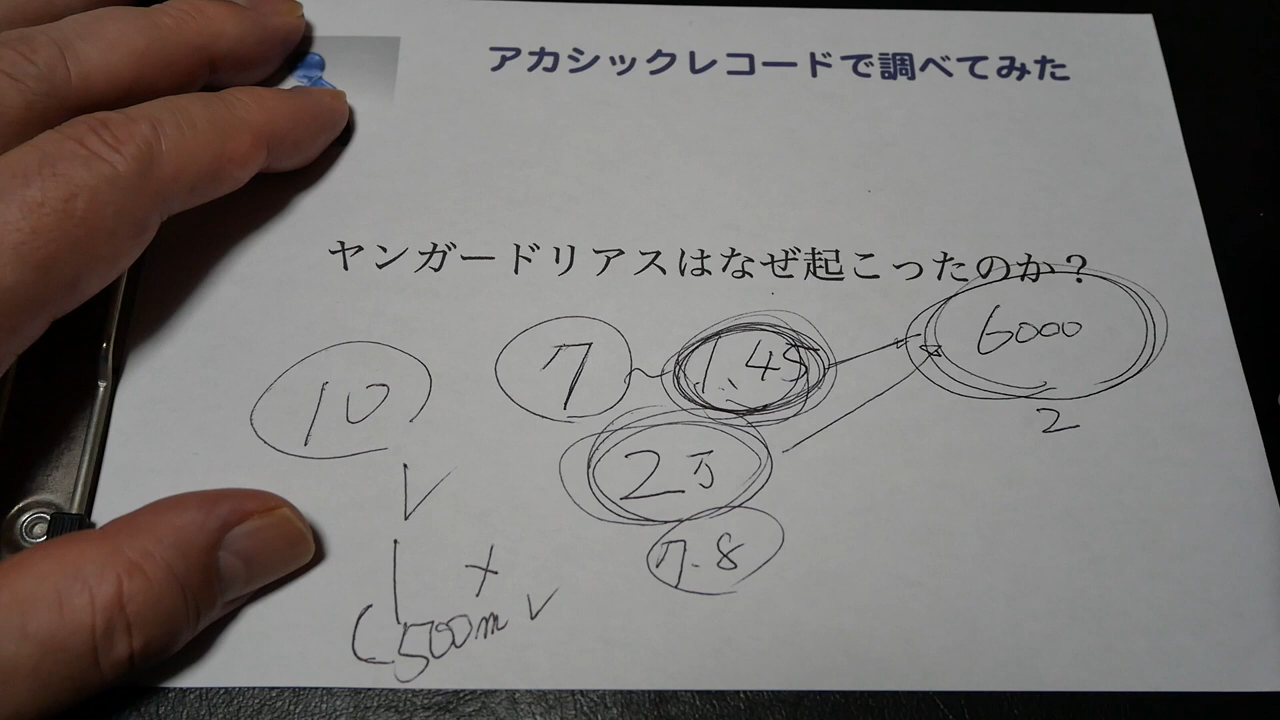 アカシックレコードで調べてみた
ヤンガードリアスはなぜ起こったのか？
10 7 〜 1.45 6000
2万 2
7.8
500m